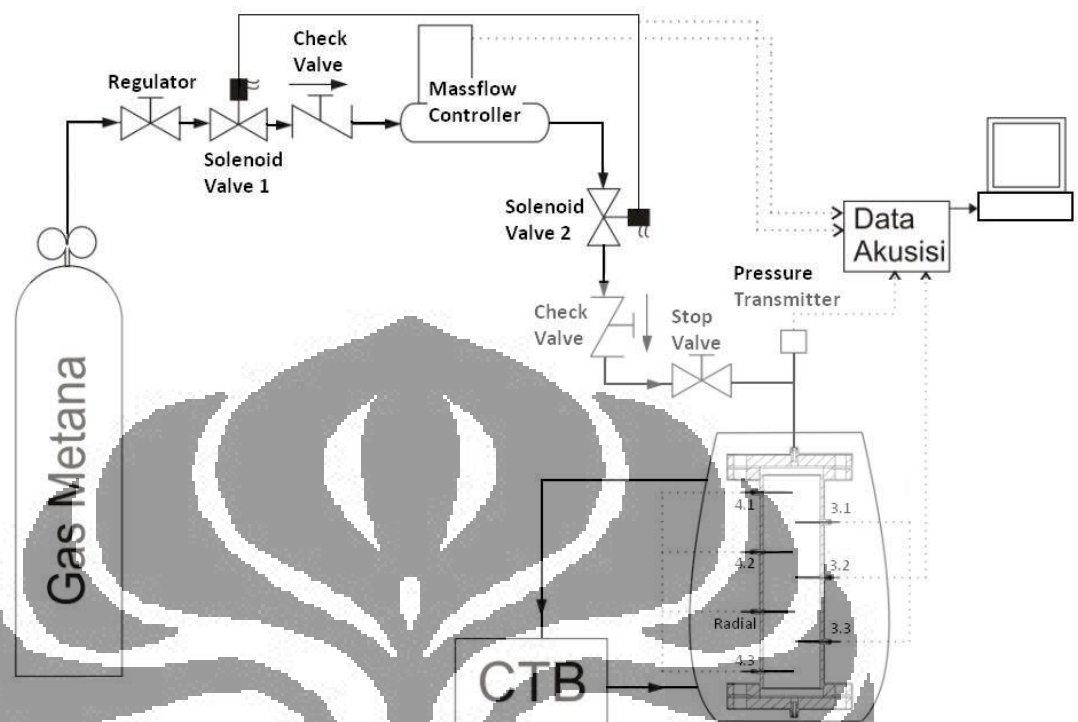 Check
Valve
Regulator
Massflow
Controller
Solenoid
Valve 1
Solenoid
Valve 2
Data
Akusisi
Pressure
Transmitter
Check
Valve
Stop
Valve
Gas Metana
4.1
3.1
4.2
3.2
Radial
3.3
4.3
CTB